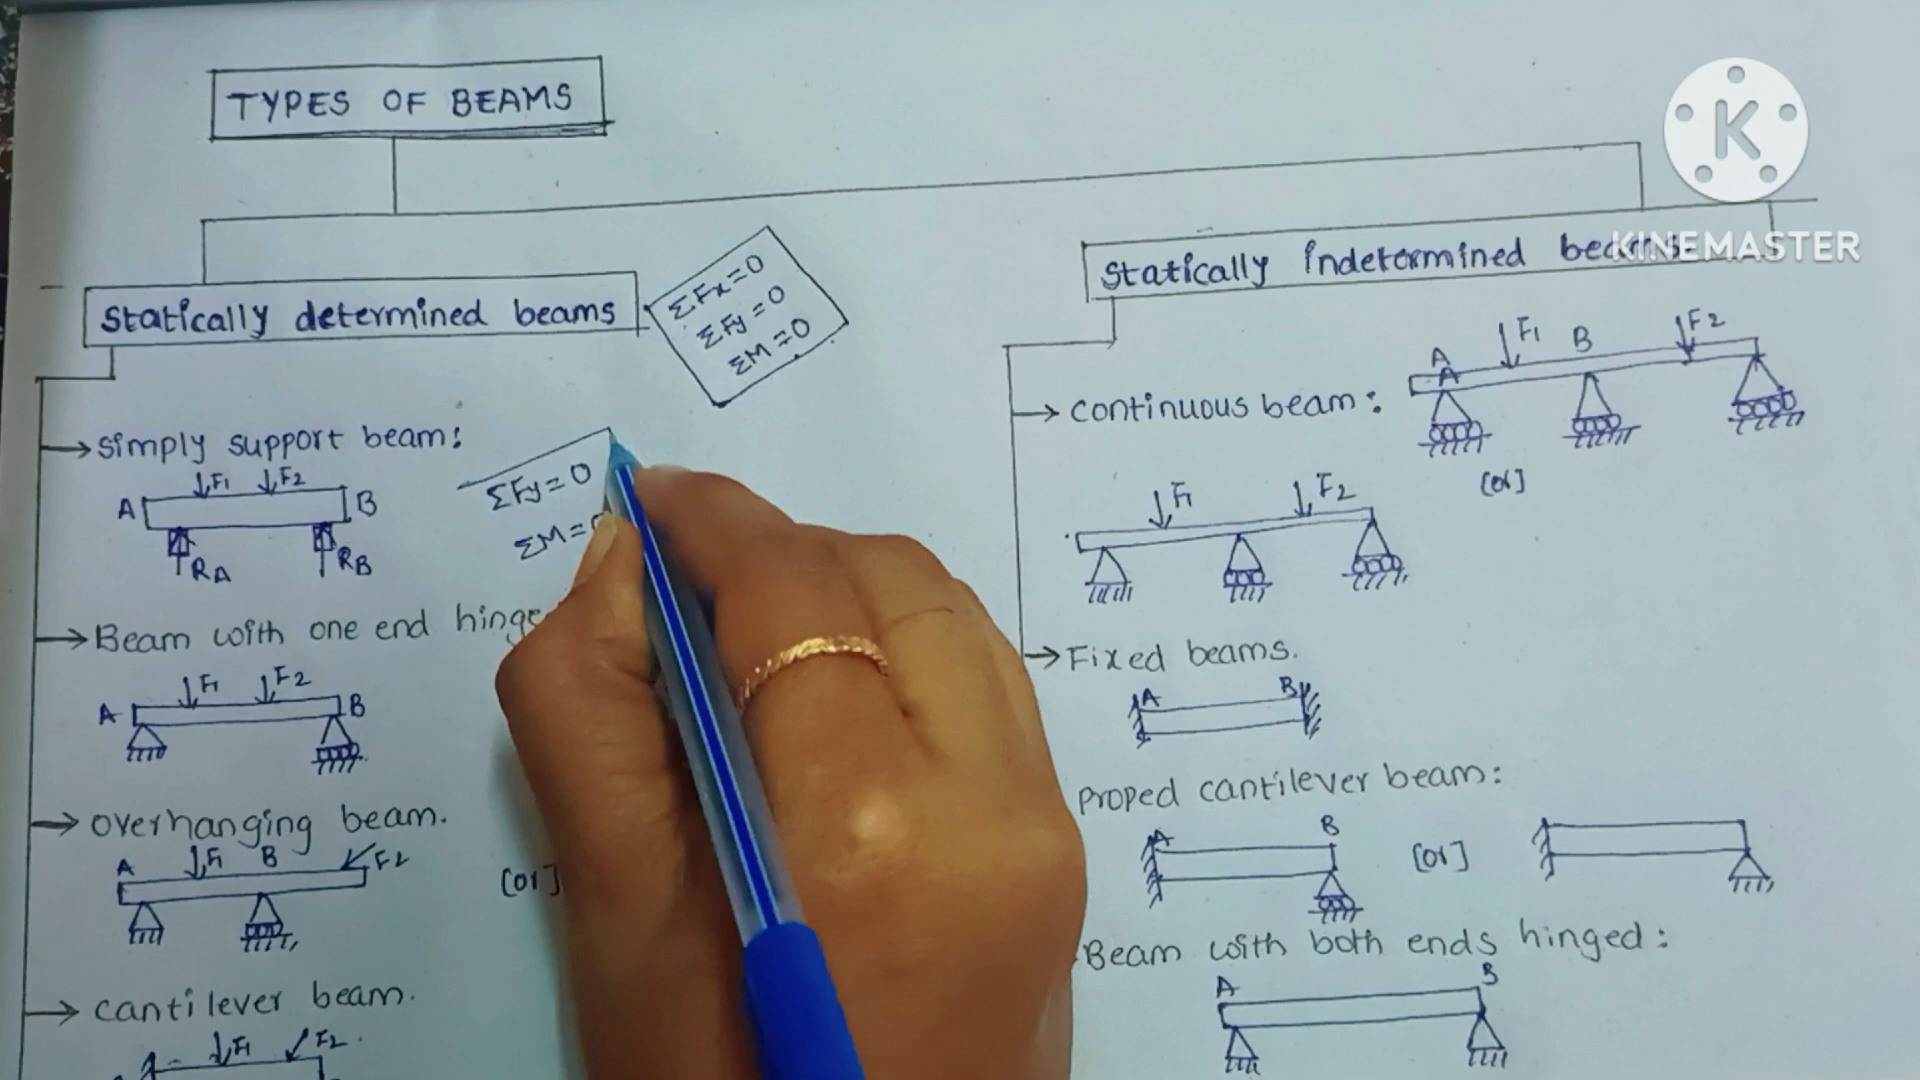 TYPES OF BEAMS
Statically determined beams
ΣFx=0
ΣFy=0
ΣM=0
simply support beam:
F1 F2
A B
RA RB
ΣFy=0
ΣM=
Beam with one end hinge
F1 F2
A B
overhanging beam.
A F1 B F2
[or]
cantilever beam.
F1 F2
K
KINEMASTER
Statically indetermined beams
continuous beam:
A F1 B F2
A
[or]
F1 F2
Fixed beams.
A B
Proped cantilever beam:
A B
[or]
Beam with both ends hinged:
A B